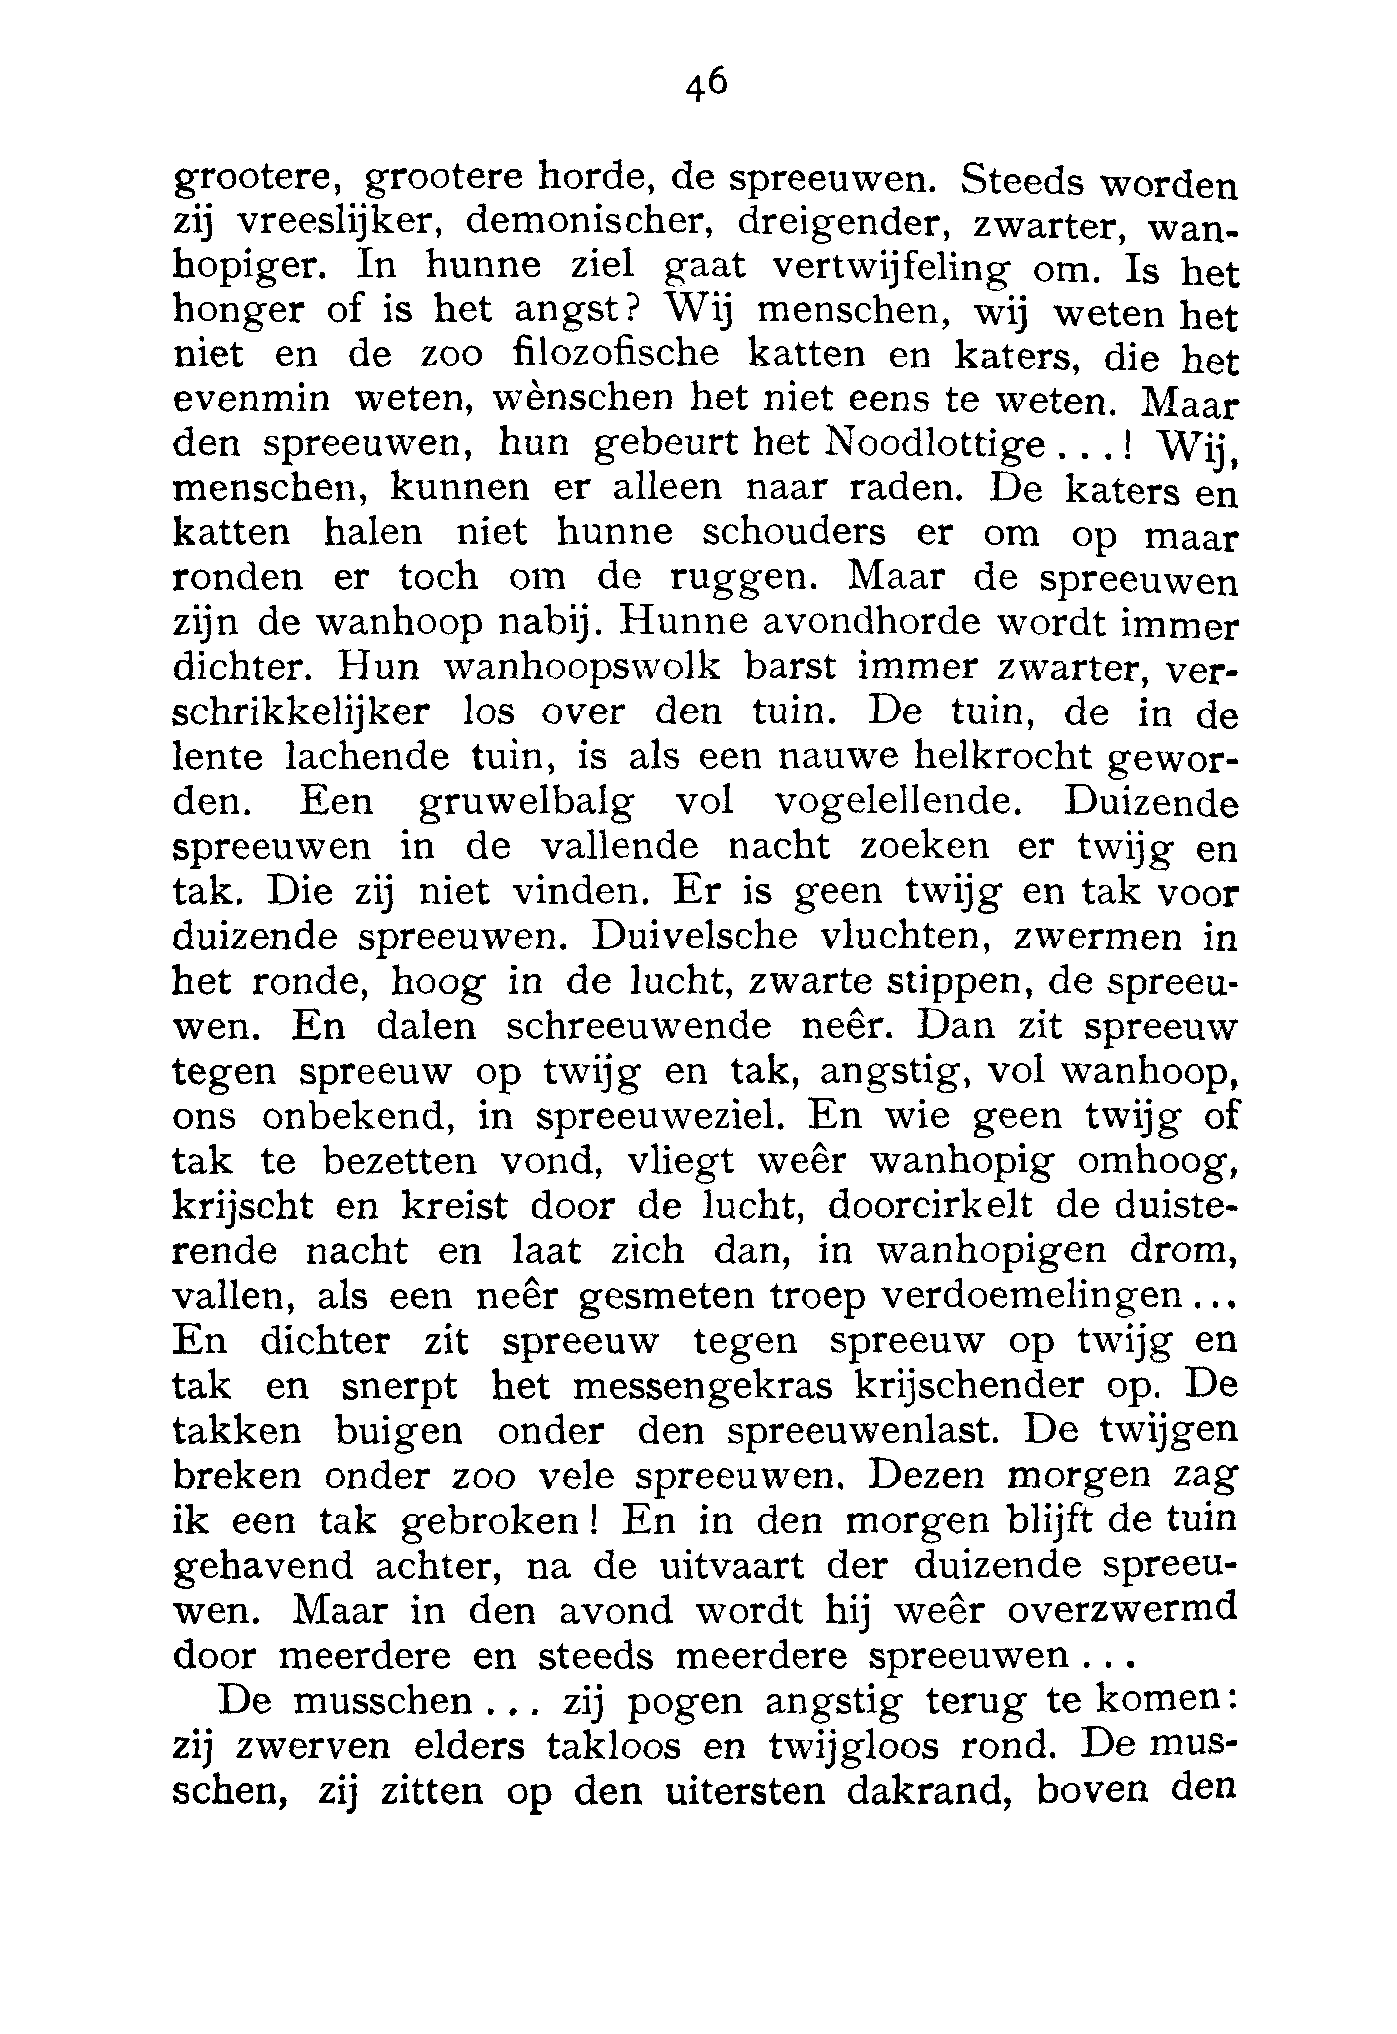 46
grootere, grootere horde, de spreeuwen. Steeds worden
zij vreeslijker, demonischer, dreigender, zwarter, wan-
hopiger. In hunne ziel gaat vertwijfeling om. Is het
honger of is het angst? Wij menschen, wij weten het
niet en de zoo filozofische katten en katers, die het
evenmin weten, wènschen het niet eens te weten. Maar
den spreeuwen, hun gebeurt het Noodlottige . . . ! Wij,
menschen, kunnen er alleen naar raden. De katers en
katten halen niet hunne schouders er om op maar
ronden er toch om de ruggen. Maar de spreeuwen
zijn de wanhoop nabij. Hunne avondhorde wordt immer
dichter. Hun wanhoopswolk barst immer zwarter, ver-
schrikkelijker los over den tuin. De tuin, de in de
lente lachende tuin, is als een nauwe helkrocht gewor-
den. Een gruwelbalg vol vogelellende. Duizende
spreeuwen in de vallende nacht zoeken er twijg en
tak. Die zij niet vinden. Er is geen twijg en tak voor
duizende spreeuwen. Duivelsche vluchten, zwermen in
het ronde, hoog in de lucht, zwarte stippen, de spreeu-
wen. En dalen schreeuwende neêr. Dan zit spreeuw
tegen spreeuw op twijg en tak, angstig, vol wanhoop,
ons onbekend, in spreeuweziel. En wie geen twijg of
tak te bezetten vond, vliegt weêr wanhopig omhoog,
krijscht en kreist door de lucht, doorcirkelt de duiste-
rende nacht en laat zich dan, in wanhopigen drom,
vallen, als een neêr gesmeten troep verdoemelingen . . .
En dichter zit spreeuw tegen spreeuw op twijg en
tak en snerpt het messengekras krijschender op. De
takken buigen onder den spreeuwenlast. De twijgen
breken onder zoo vele spreeuwen. Dezen morgen zag
ik een tak gebroken! En in den morgen blijft de tuin
gehavend achter, na de uitvaart der duizende spreeu-
wen. Maar in den avond wordt hij weêr overzwermd
door meerdere en steeds meerdere spreeuwen . . .
De musschen . . . zij pogen angstig terug te komen:
zij zwerven elders takloos en twijgloos rond. De mus-
schen, zij zitten op den uitersten dakrand, boven den